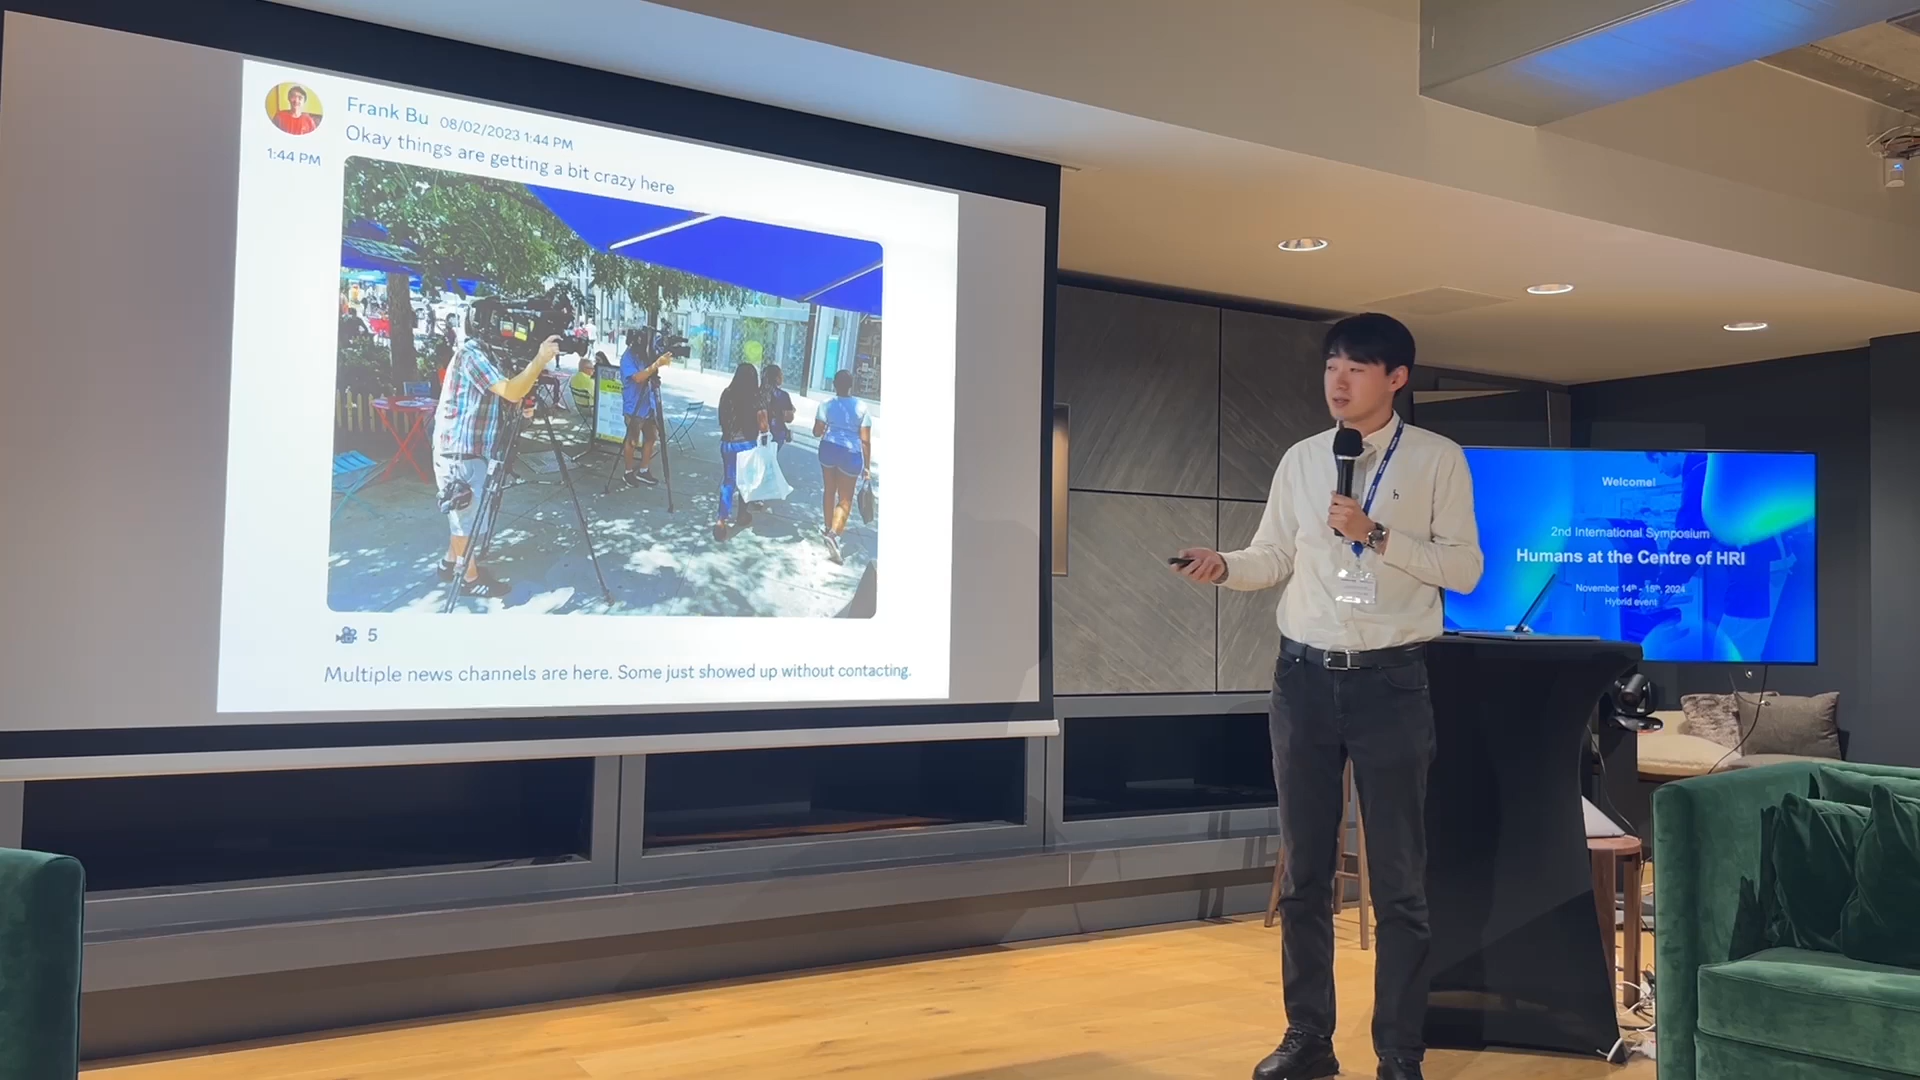 Frank Bu 08/02/2023 1:44 PM
1:44 PM
Okay things are getting a bit crazy here
5
Multiple news channels are here. Some just showed up without contacting.
Welcome!
2nd International Symposium
Humans at the Centre of HRI
November 14th - 15th, 2024
Hybrid event
h